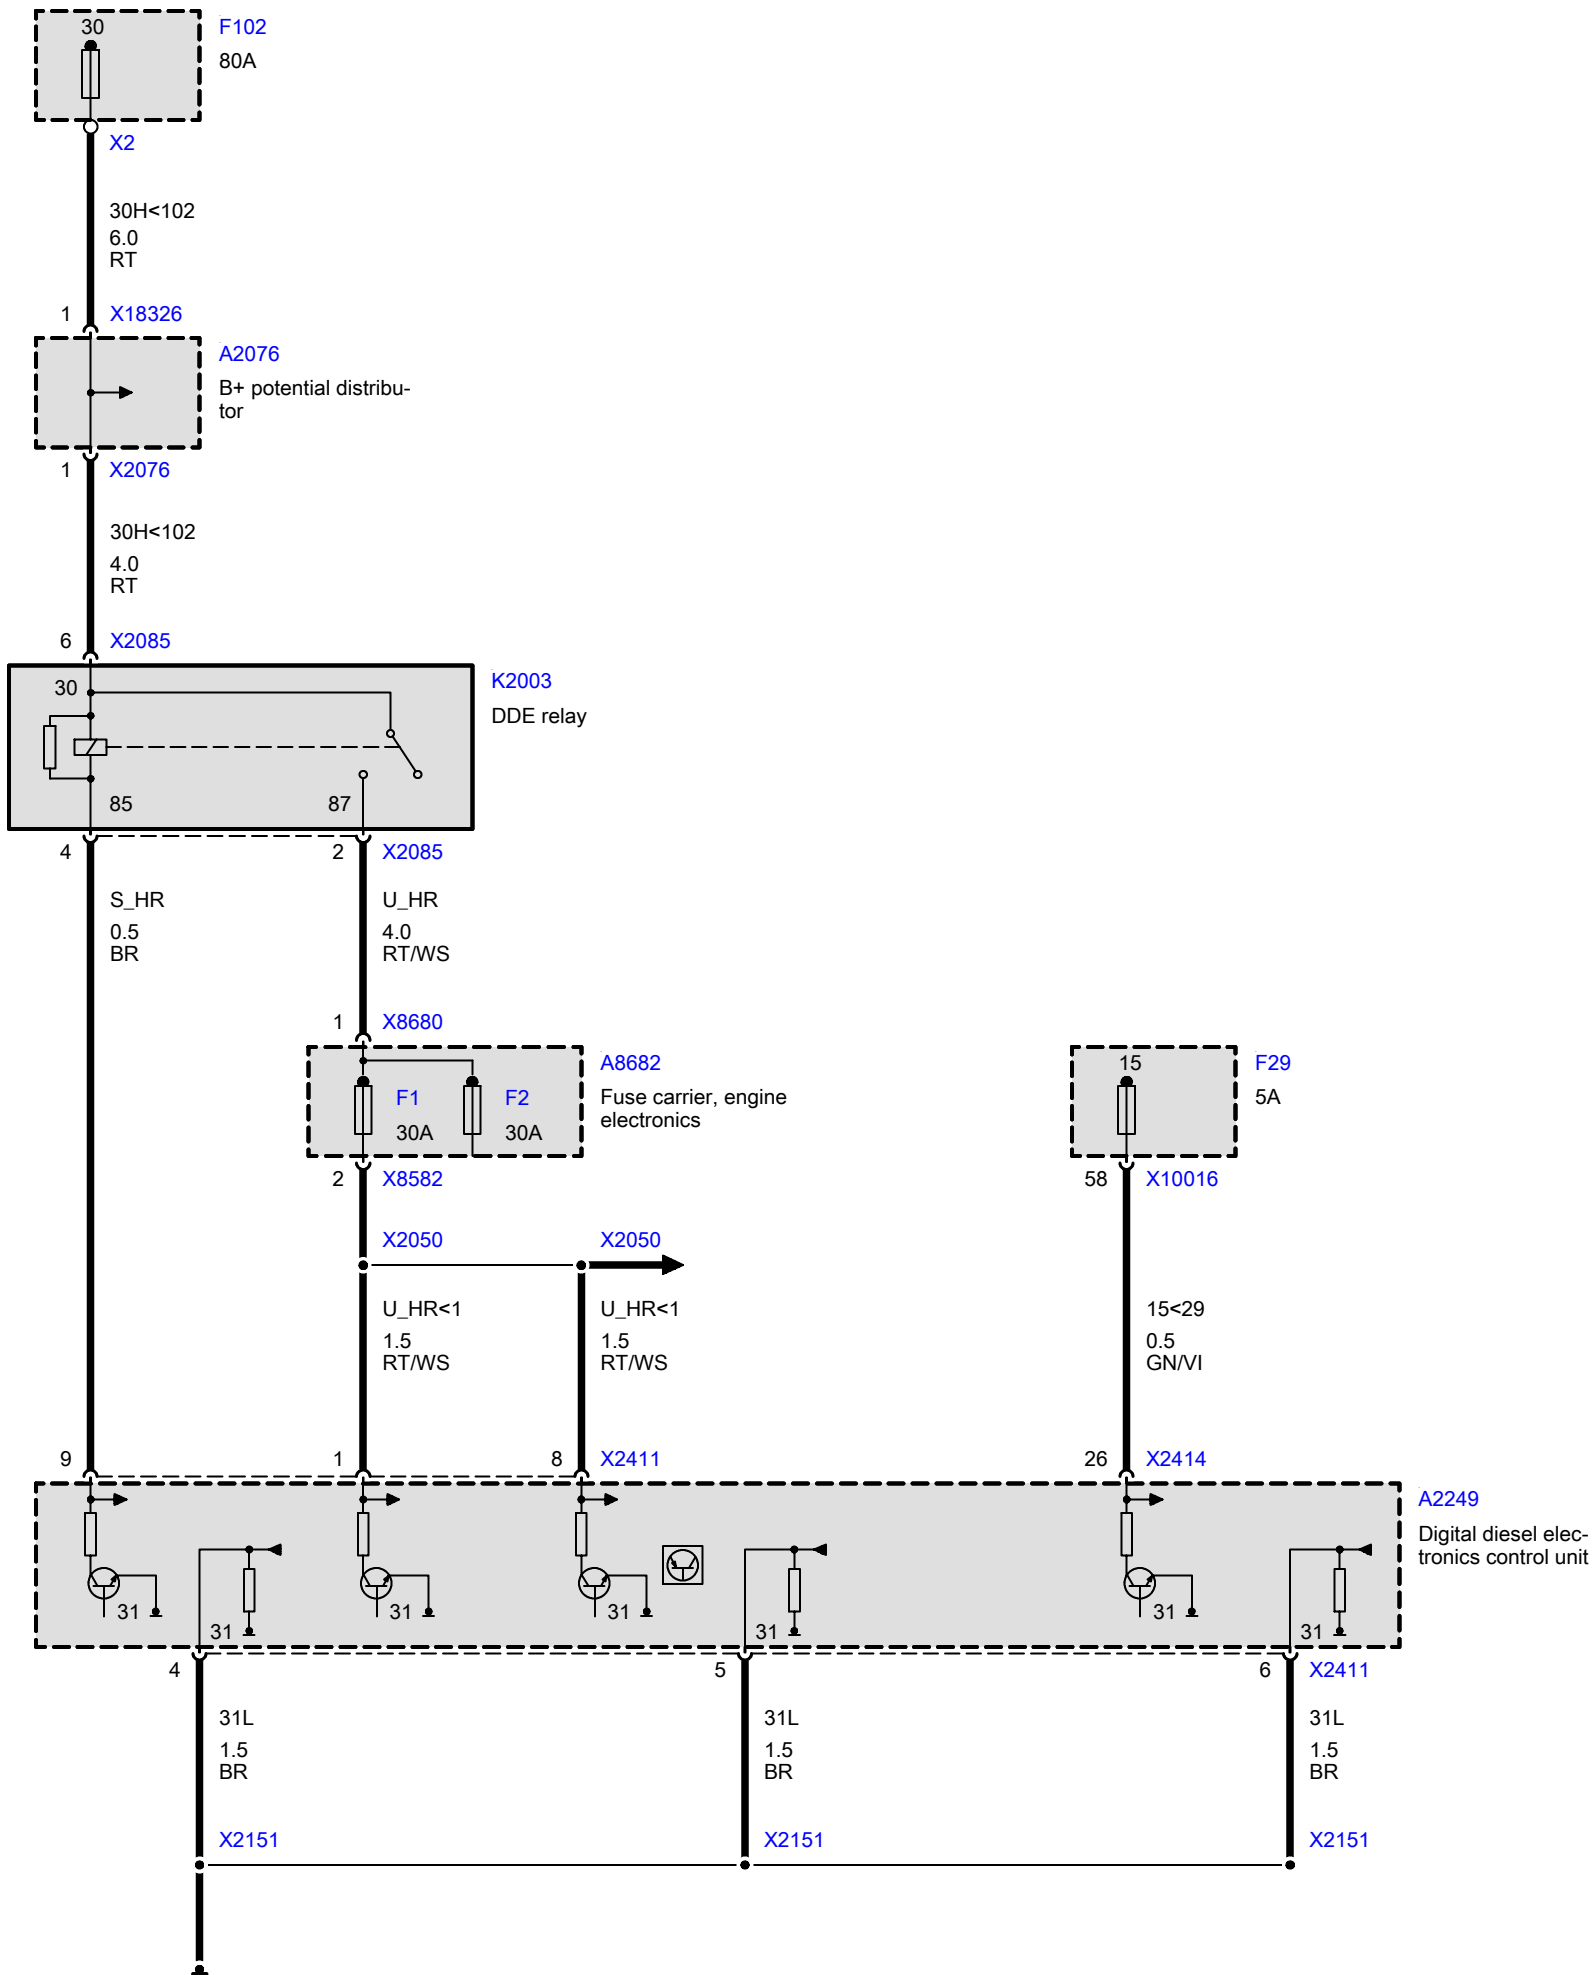 30
F102
80A
X2
30H<102
6.0
RT
1
X18326
A2076
B+ potential distribu-
tor
1
X2076
30H<102
4.0
RT
6
X2085
K2003
DDE relay
30
85
87
4
2
X2085
S_HR
0.5
BR
U_HR
4.0
RT/WS
1
X8680
A8682
Fuse carrier, engine
electronics
F1
30A
F2
30A
15
F29
5A
2
X8582
58
X10016
X2050
X2050
U_HR<1
1.5
RT/WS
U_HR<1
1.5
RT/WS
15<29
0.5
GN/VI
9
1
8
X2411
26
X2414
A2249
Digital diesel elec-
tronics control unit
31
31
31
31
31
31
31
4
5
6
X2411
31L
1.5
BR
31L
1.5
BR
31L
1.5
BR
X2151
X2151
X2151